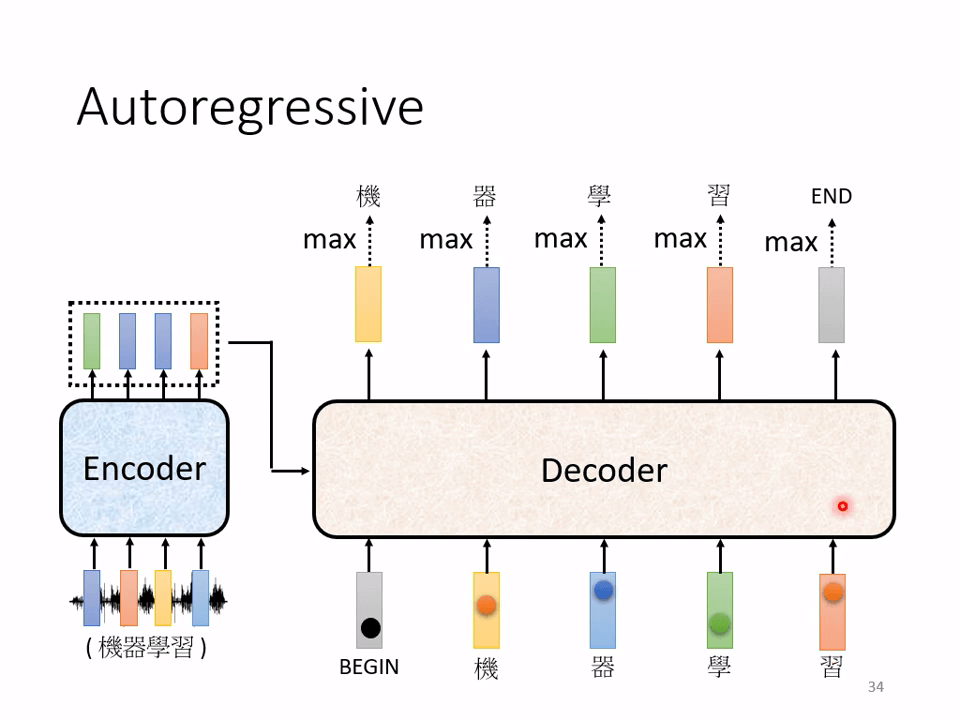 Autoregressive
機 器 學 習 END
max max max max max
Encoder
Decoder
( 機器學習 )
BEGIN 機 器 學 習
34